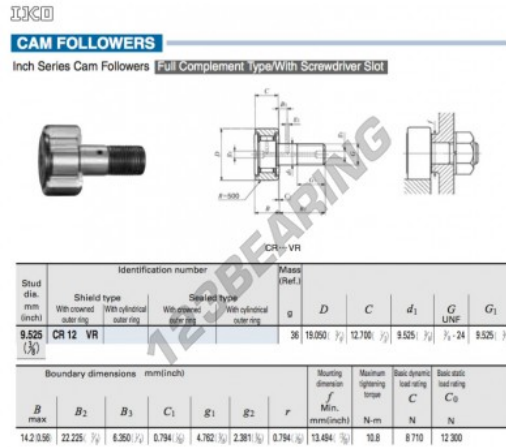 IKO
CAM FOLLOWERS
Inch Series Cam Followers Full Complement Type/With Screwdriver Slot
C
D
R=500
B
CR…VR
123BEARING
Stud dia. mm (inch)
Identification number
Mass (Ref.) g
Shield type
Sealed type
With crowned outer ring
With cylindrical outer ring
With crowned outer ring
With cylindrical outer ring
D
C
d1
G UNF
G1
9.525 (3/8) CR 12 VR 36 19.050 12.700 9.525 3/8 - 24 9.525
Boundary dimensions mm(inch)
Mounting dimension f Min. mm(inch)
Maximum tightening torque N-m
Basic dynamic load rating C N
Basic static load rating C0 N
B max
B2
B3
C1
g1
g2
r
14.2(0.56) 22.225 6.350 0.794 4.762 2.381 0.794 13.494 10.8 8 710 12 300